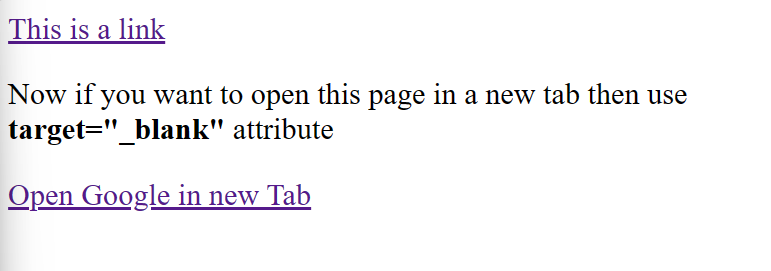 This is a link
Now if you want to open this page in a new tab then use
target="_blank" attribute
Open Google in new Tab